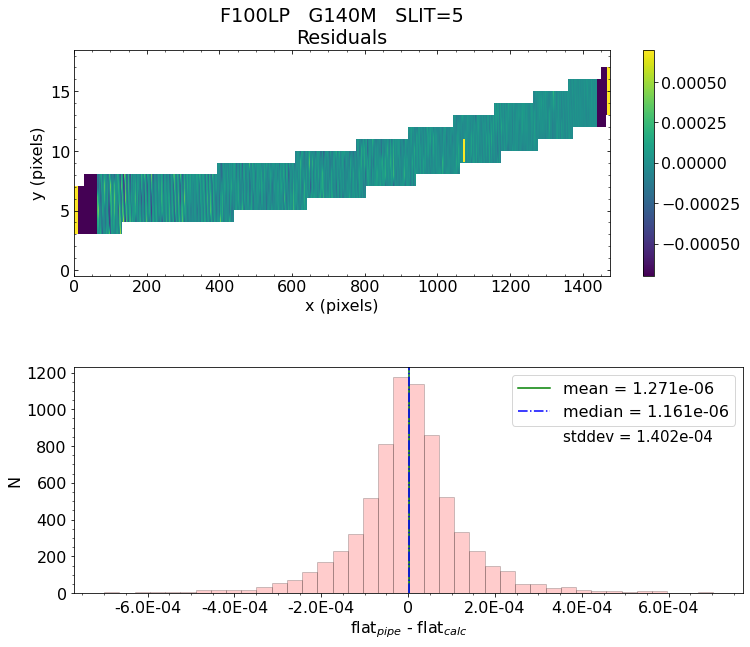 F100LP G140M SLIT=5
Residuals
15
10
5
0
y (pixels)
0 200 400 600 800 1000 1200 1400
x (pixels)
0.00050
0.00025
0.00000
−0.00025
−0.00050
1200
1000
800
600
400
200
0
N
mean = 1.271e-06
median = 1.161e-06
stddev = 1.402e-04
-6.0E-04 -4.0E-04 -2.0E-04 0 2.0E-04 4.0E-04 6.0E-04
flatpipe - flatcalc